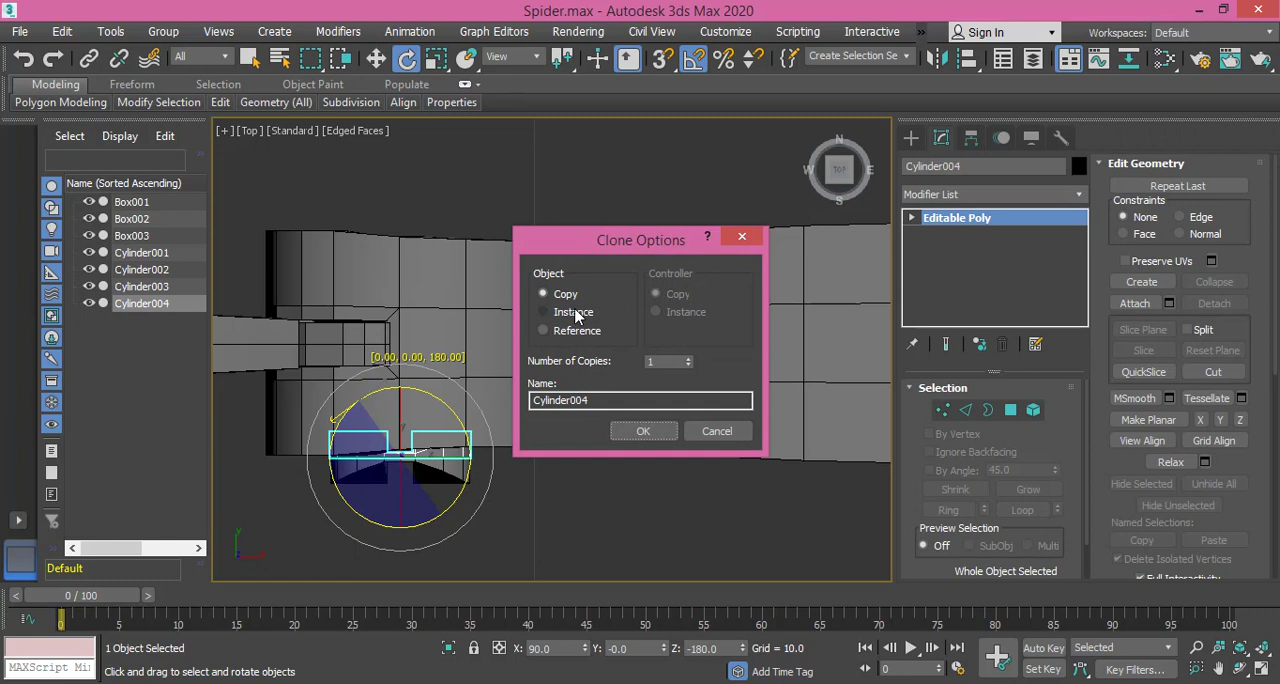 Spider.max - Autodesk 3ds Max 2020
File Edit Tools Group Views Create Modifiers Animation Graph Editors Rendering Civil View Customize Scripting Interactive » Sign In Workspaces: Default
All View Create Selection Se
Modeling Freeform Selection Object Paint Populate
Polygon Modeling Modify Selection Edit Geometry (All) Subdivision Align Properties
Select Display Edit
Name (Sorted Ascending)
Box001
Box002
Box003
Cylinder001
Cylinder002
Cylinder003
Cylinder004
Default
[+] [Top] [Standard] [Edged Faces]
N
W TOP E
S
[0.00, 0.00, 180.00]
y
Clone Options ?
Object
Copy
Instance
Reference
Controller
Copy
Instance
Number of Copies: 1
Name:
Cylinder004
OK Cancel
Cylinder004
Modifier List
Editable Poly
Selection
By Vertex
Ignore Backfacing
By Angle: 45.0
Shrink Grow
Ring Loop
Preview Selection
Off SubObj Multi
Whole Object Selected
Edit Geometry
Repeat Last
Constraints
None Edge
Face Normal
Preserve UVs
Create Collapse
Attach Detach
Slice Plane Split
Slice Reset Plane
QuickSlice Cut
MSmooth Tessellate
Make Planar X Y Z
View Align Grid Align
Relax
Hide Selected Unhide All
Hide Unselected
Named Selections:
Copy Paste
Delete Isolated Vertices
Full Interactivity
< 0 / 100 >
0 5 10 15 20 25 30 35 40 45 50 55 60 65 70 75 80 85 90 95 100
1 Object Selected X: 90.0 Y: -0.0 Z: -180.0 Grid = 10.0 Auto Key Selected
MAXScript Mi Click and drag to select and rotate objects Add Time Tag 0 Set Key Key Filters...